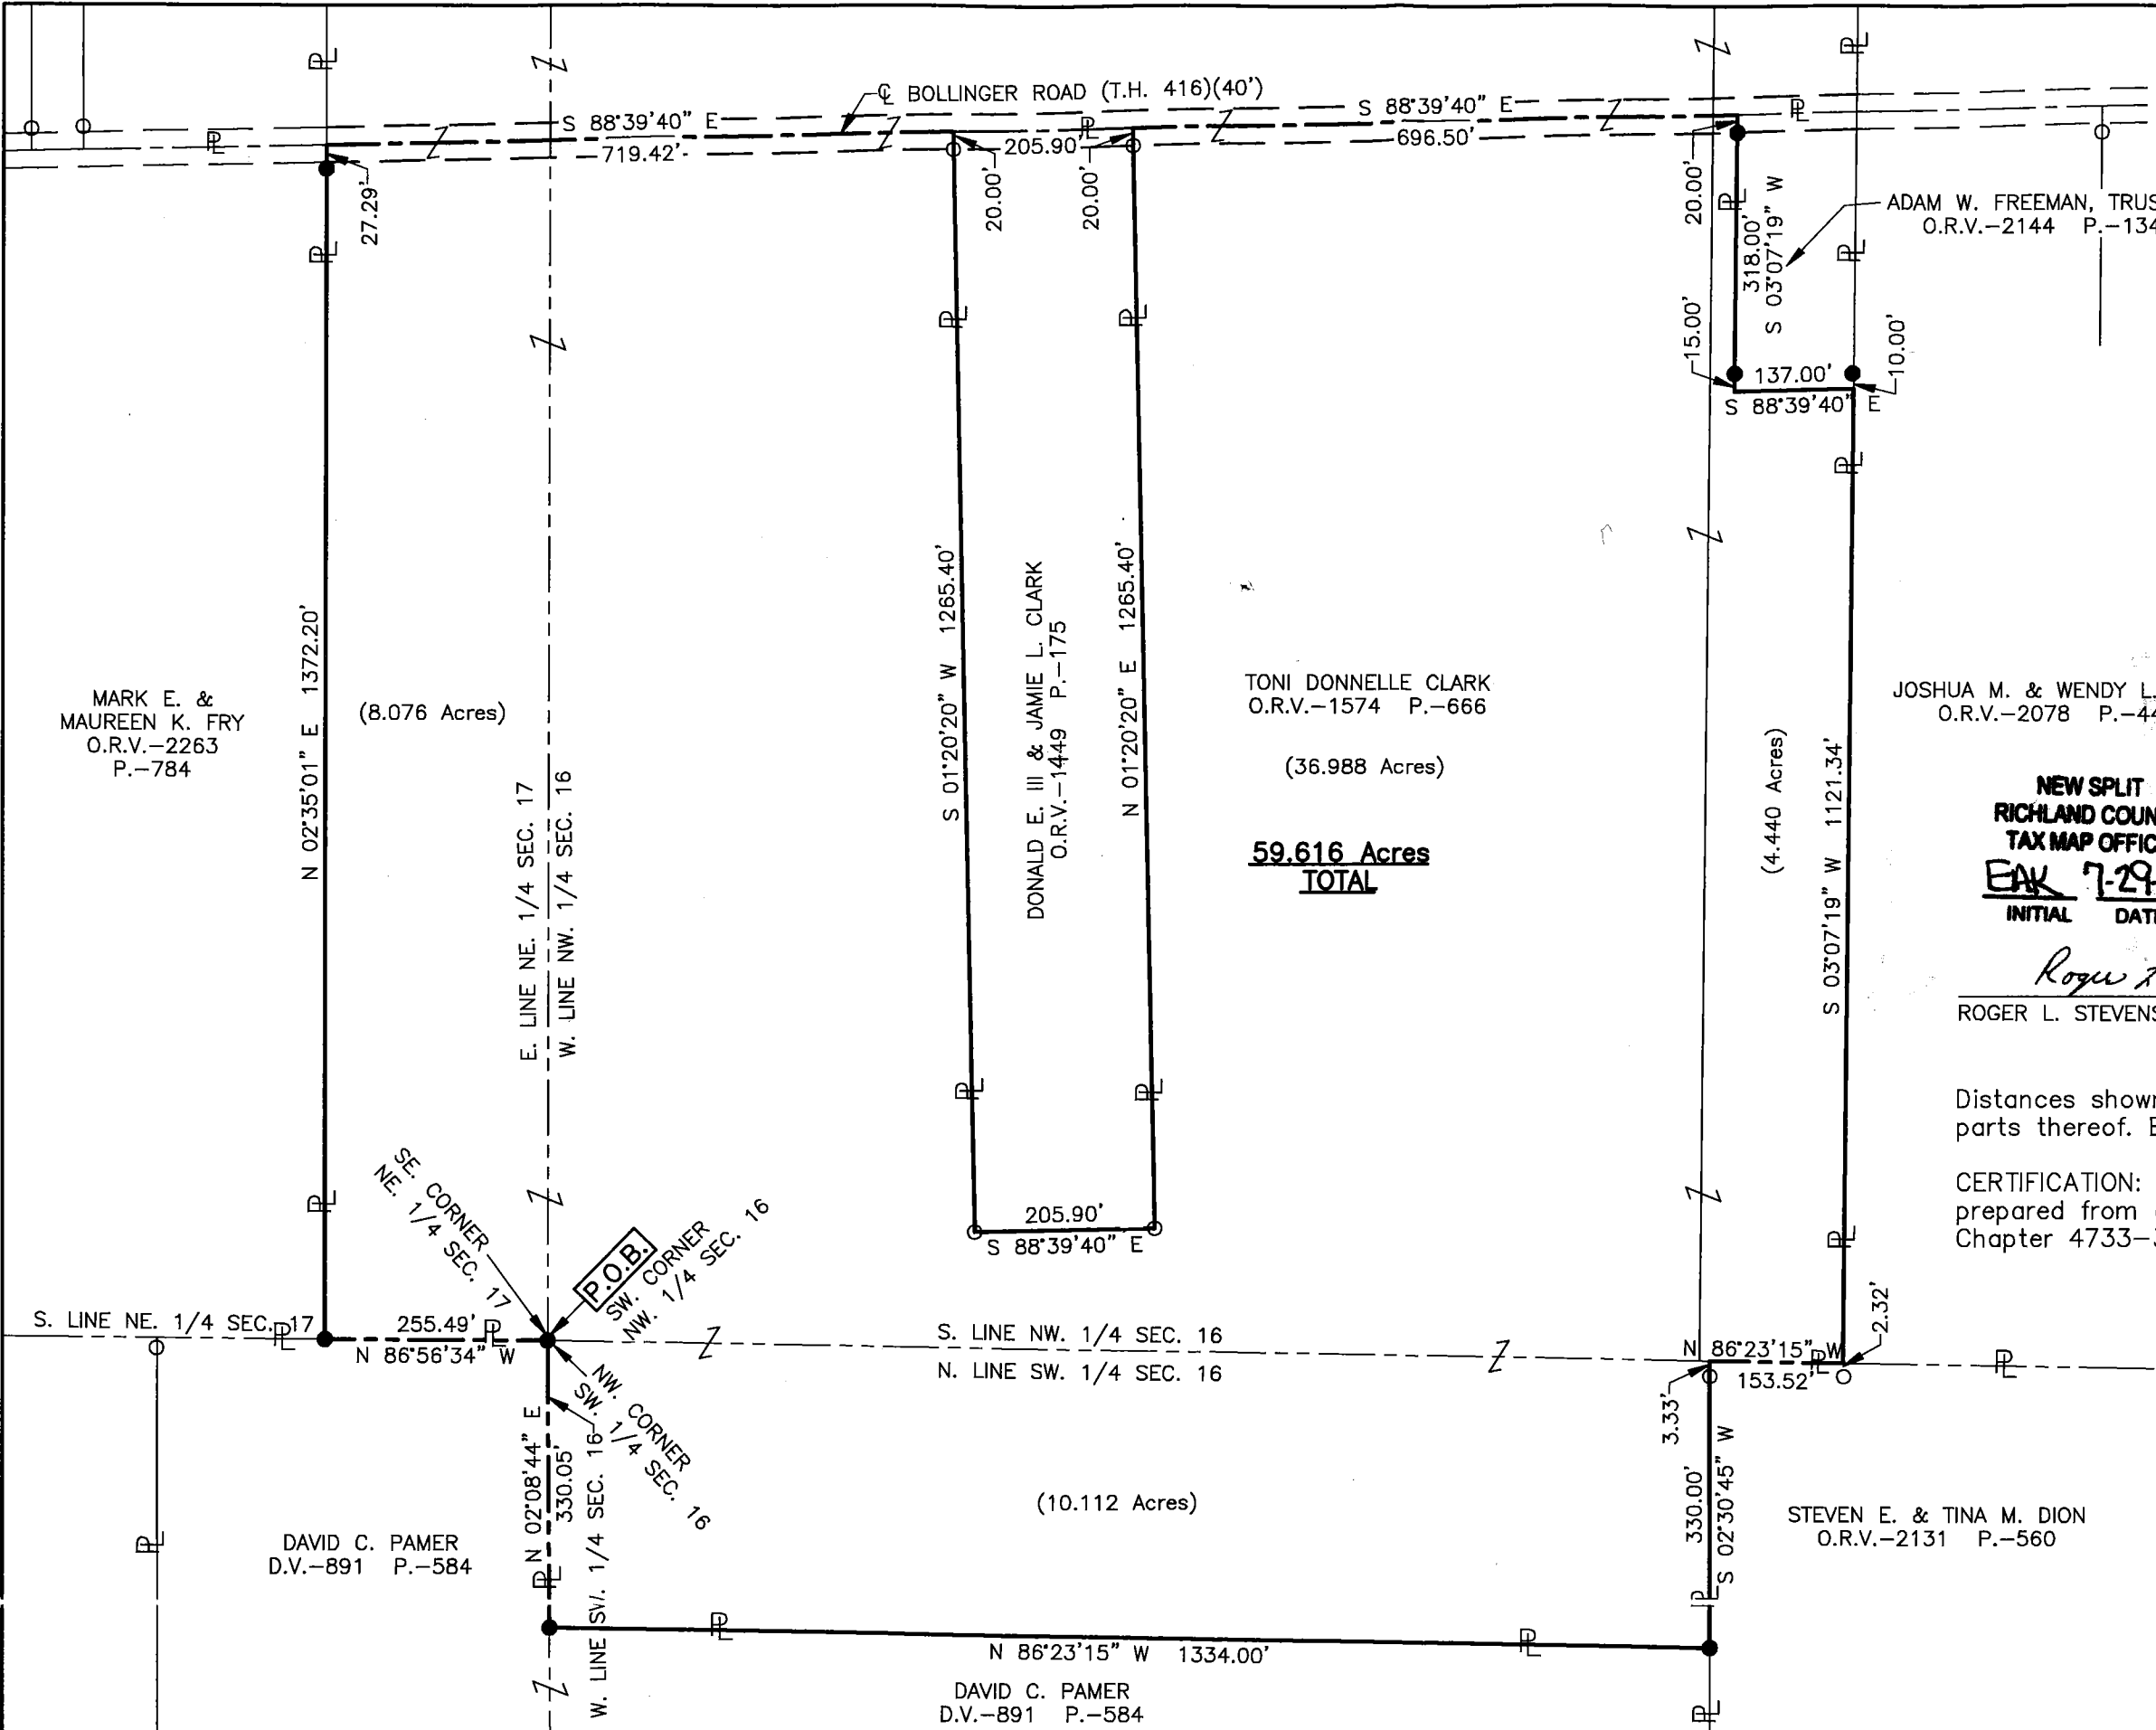 ℄ BOLLINGER ROAD (T.H. 416)(40')
S 88°39'40" E
719.42'
205.90'
S 88°39'40" E
696.50'
27.29'
20.00'
20.00'
20.00'
318.00'
S 03°07'19" W
ADAM W. FREEMAN,
O.R.V.-2144 P.-134
15.00'
137.00'
S 88°39'40" E
10.00'
N 02°35'01" E 1372.20'
MARK E. &
MAUREEN K. FRY
O.R.V.-2263
P.-784
(8.076 Acres)
E. LINE NE. 1/4 SEC. 17
W. LINE NW. 1/4 SEC. 16
S 01°20'20" W 1265.40'
DONALD E. III & JAMIE L. CLARK
O.R.V.-1449 P.-175
N 01°20'20" E 1265.40'
TONI DONNELLE CLARK
O.R.V.-1574 P.-666
(36.988 Acres)
59.616 Acres
TOTAL
(4.440 Acres)
S 03°07'19" W 1121.34'
JOSHUA M. & WENDY L.
O.R.V.-2078 P.-44
NEW SPLIT
RICHLAND COUN
TAX MAP OFFIC
EAK 7-29-
INITIAL DAT
Roger
ROGER L. STEVENS
Distances shown
parts thereof.
CERTIFICATION:
prepared from
Chapter 4733-
205.90'
S 88°39'40" E
SE. CORNER
NE. 1/4 SEC. 17
P.O.B.
SW. CORNER
NW. 1/4 SEC. 16
S. LINE NE. 1/4 SEC. 17
255.49'
N 86°56'34" W
S. LINE NW. 1/4 SEC. 16
N. LINE SW. 1/4 SEC. 16
N 86°23'15" W
153.52'
2.32'
3.33'
NW. CORNER
SW. 1/4 SEC. 16
N 02°08'44" E
330.05'
W. LINE SW. 1/4 SEC. 16
(10.112 Acres)
330.00'
S 02°30'45" W
STEVEN E. & TINA M. DION
O.R.V.-2131 P.-560
DAVID C. PAMER
D.V.-891 P.-584
N 86°23'15" W 1334.00'
DAVID C. PAMER
D.V.-891 P.-584